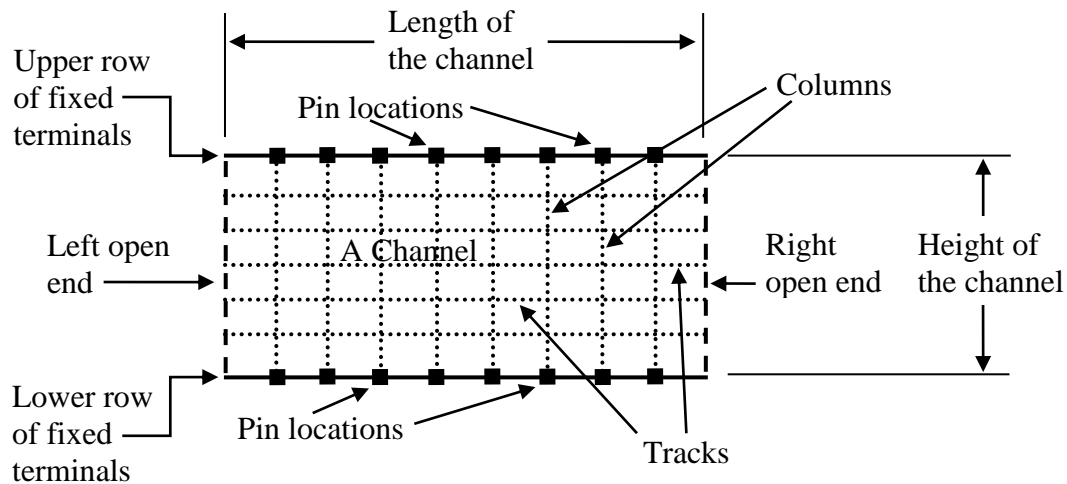 Length of
the channel
Upper row
of fixed
terminals
Pin locations
Columns
Left open
end
A Channel
Right
open end
Height of
the channel
Lower row
of fixed
terminals
Pin locations
Tracks